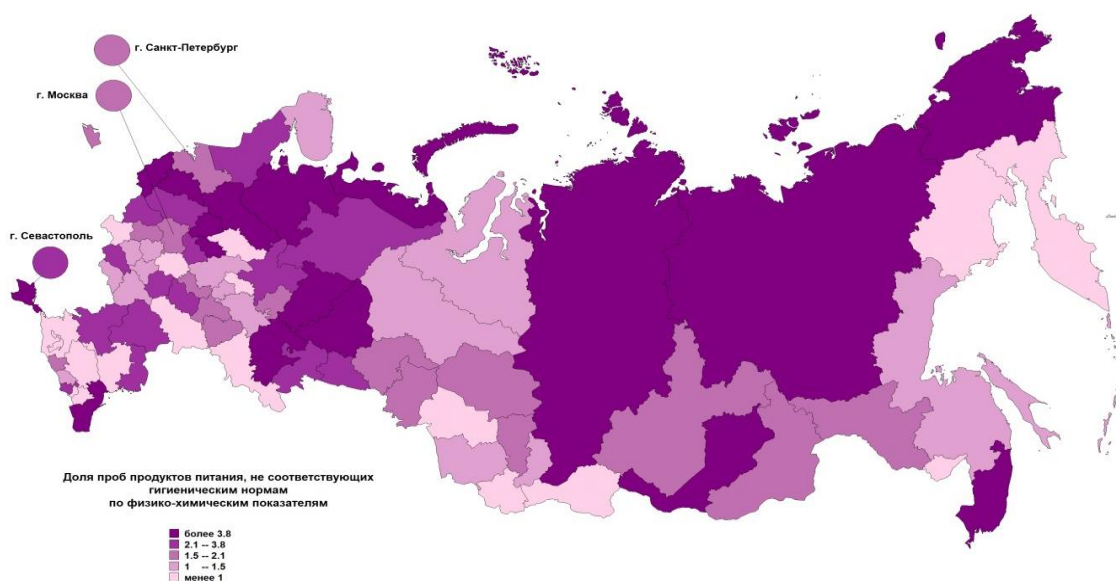 г. Санкт-Петербург
г. Москва
г. Севастополь
Доля проб продуктов питания, не соответствующих
гигиеническим нормам
по физико-химическим показателям
более 3.8
2.1 -- 3.8
1.5 -- 2.1
1 -- 1.5
менее 1